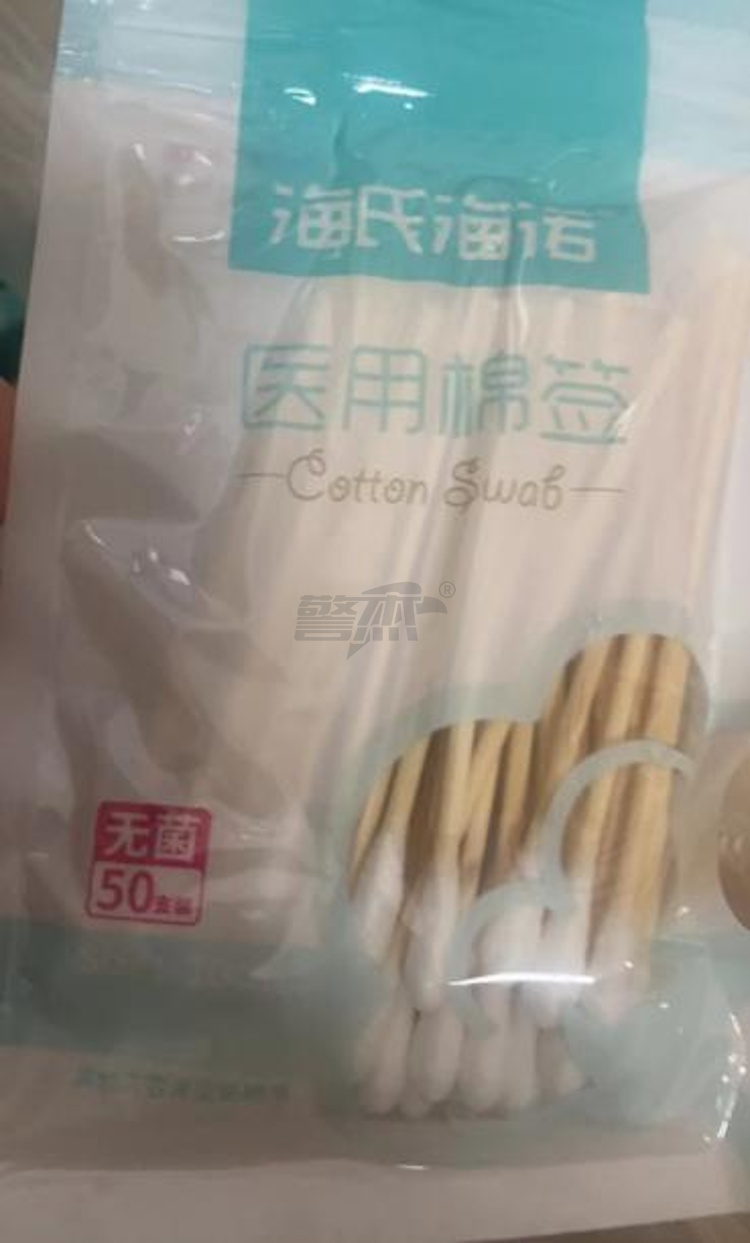 海氏海诺
医用棉签
Cotton Swab
警杰®
无菌
50支装